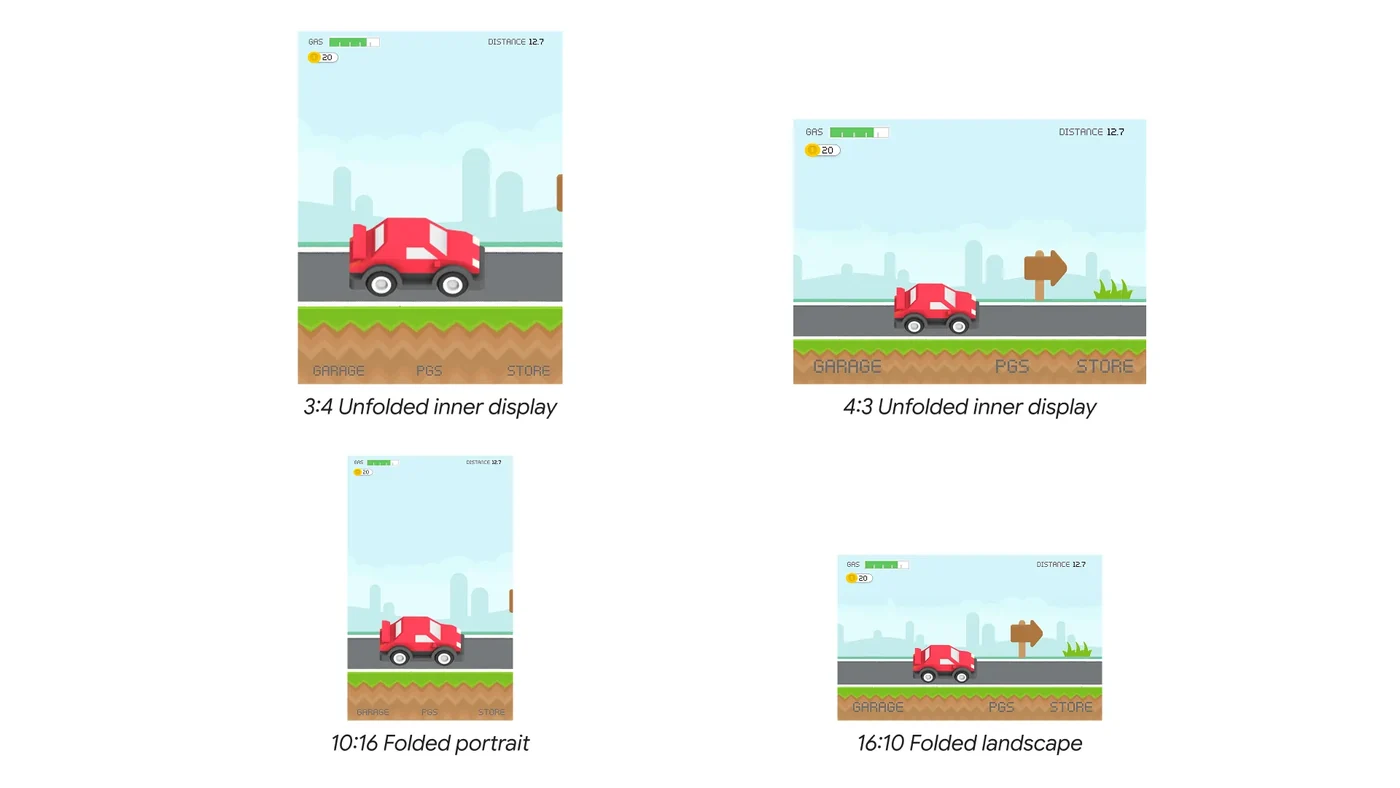 GAS
DISTANCE 12.7
20
GARAGE PGS STORE
3:4 Unfolded inner display
GAS
DISTANCE 12.7
20
GARAGE PGS STORE
4:3 Unfolded inner display
GAS
DISTANCE 12.7
20
GARAGE PGS STORE
10:16 Folded portrait
GAS
DISTANCE 12.7
20
GARAGE PGS STORE
16:10 Folded landscape